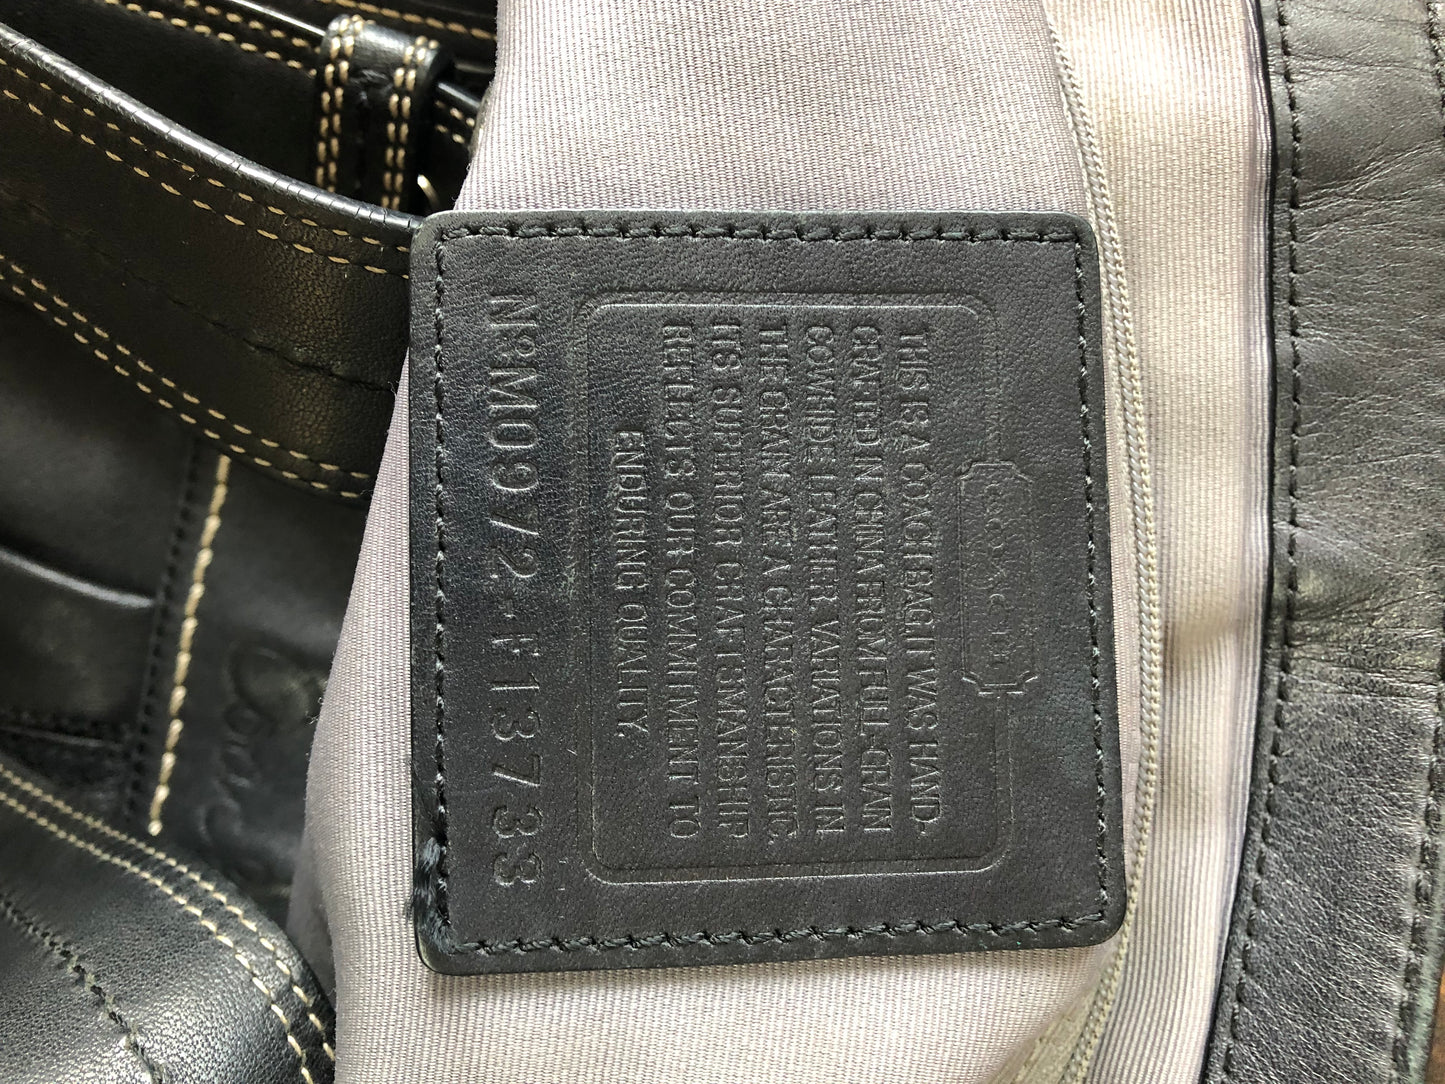 COACH
THIS IS A COACH BAG. IT WAS HAND-
CRAFTED IN CHINA FROM FULL-GRAIN
COWHIDE LEATHER. VARIATIONS IN
THE GRAIN ARE A CHARACTERISTIC.
ITS SUPERIOR CRAFTSMANSHIP
REFLECTS OUR COMMITMENT TO
ENDURING QUALITY.
Nº M0972-F13733